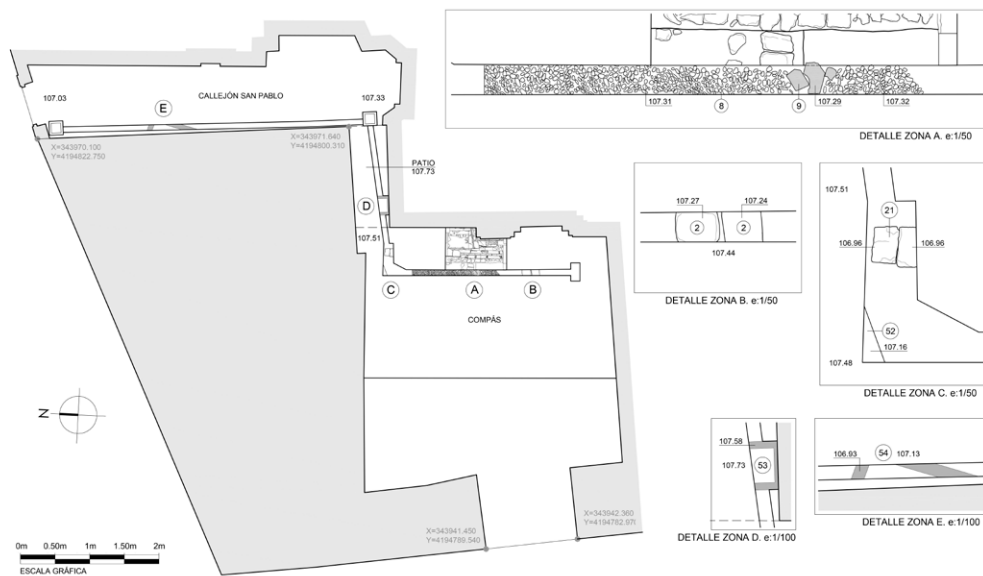 107.03
CALLEJÓN SAN PABLO
107.33
E
X=343970.100
Y=4194822.750
X=343971.640
Y=4194800.310
PATIO
107.73
D
107.51
C
A
B
COMPÁS
N
X=343941.450
Y=4194789.540
X=343942.360
Y=4194782.970
0m 0.50m 1m 1.50m 2m
ESCALA GRÁFICA
107.31
8
9
107.29
107.32
DETALLE ZONA A. e:1/50
107.27
107.24
2
2
107.44
DETALLE ZONA B. e:1/50
107.51
21
106.96
106.96
52
107.16
107.48
DETALLE ZONA C. e:1/50
107.58
107.73
53
DETALLE ZONA D. e:1/100
54
106.93
107.13
DETALLE ZONA E. e:1/100